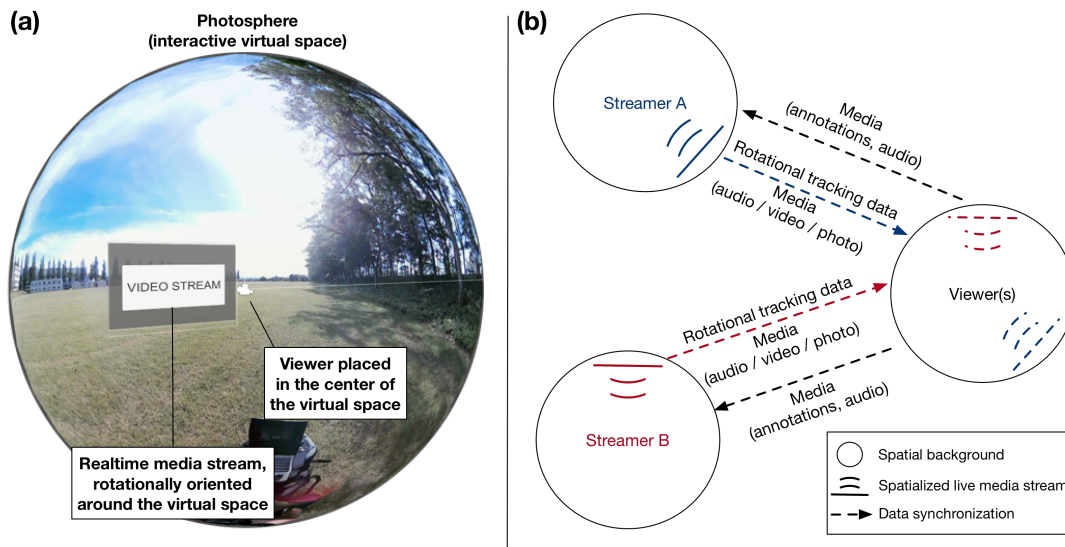 (a)
Photosphere
(interactive virtual space)
VIDEO STREAM
Viewer placed
in the center of
the virtual space
Realtime media stream,
rotationally oriented
around the virtual space
(b)
Streamer A
Media
(annotations, audio)
Rotational tracking data
Media
(audio / video / photo)
Viewer(s)
Rotational tracking data
Media
(audio / video / photo)
Media
(annotations, audio)
Streamer B
Spatial background
Spatialized live media stream
Data synchronization